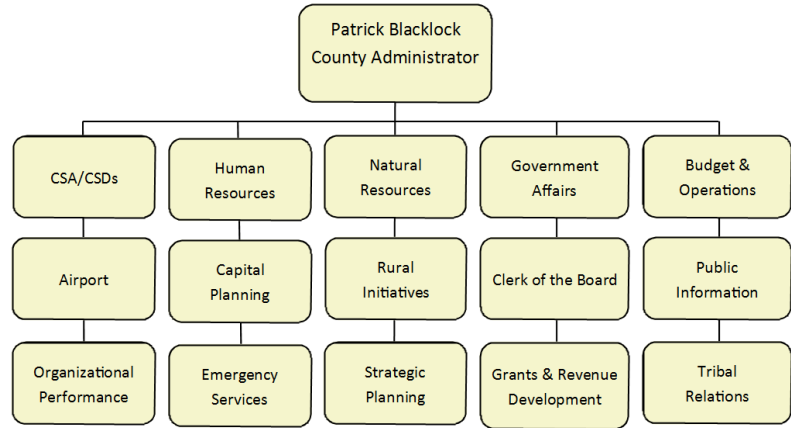 Patrick Blacklock
County Administrator
CSA/CSDs
Human
Resources
Natural
Resources
Government
Affairs
Budget &
Operations
Airport
Capital
Planning
Rural
Initiatives
Clerk of the Board
Public
Information
Organizational
Performance
Emergency
Services
Strategic
Planning
Grants & Revenue
Development
Tribal
Relations